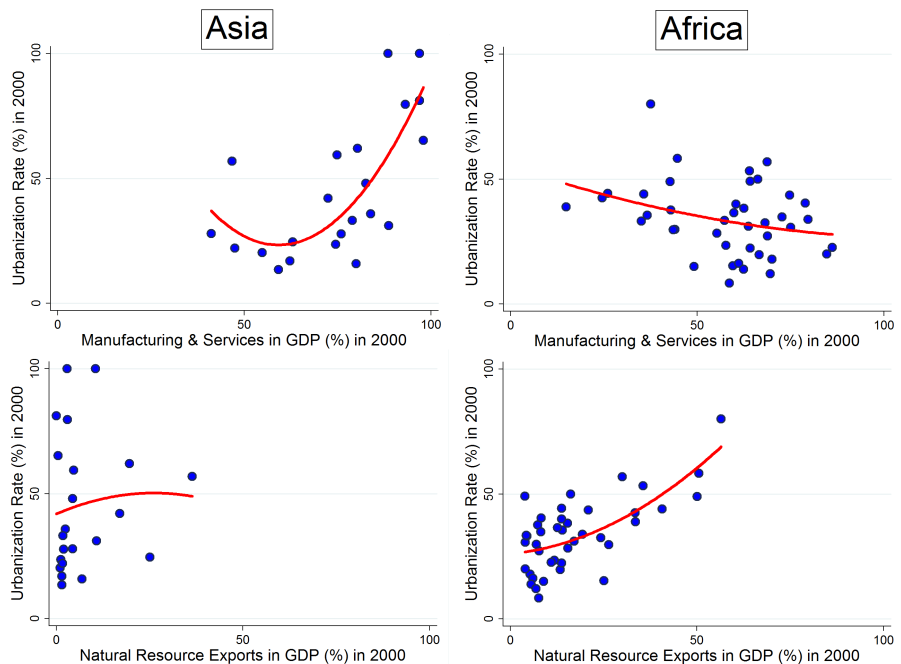 Asia
Africa
Urbanization Rate (%) in 2000
100
50
0
0
50
100
Manufacturing & Services in GDP (%) in 2000
Urbanization Rate (%) in 2000
100
50
0
0
50
100
Manufacturing & Services in GDP (%) in 2000
Urbanization Rate (%) in 2000
100
50
0
0
50
100
Natural Resource Exports in GDP (%) in 2000
Urbanization Rate (%) in 2000
100
50
0
0
50
100
Natural Resource Exports in GDP (%) in 2000